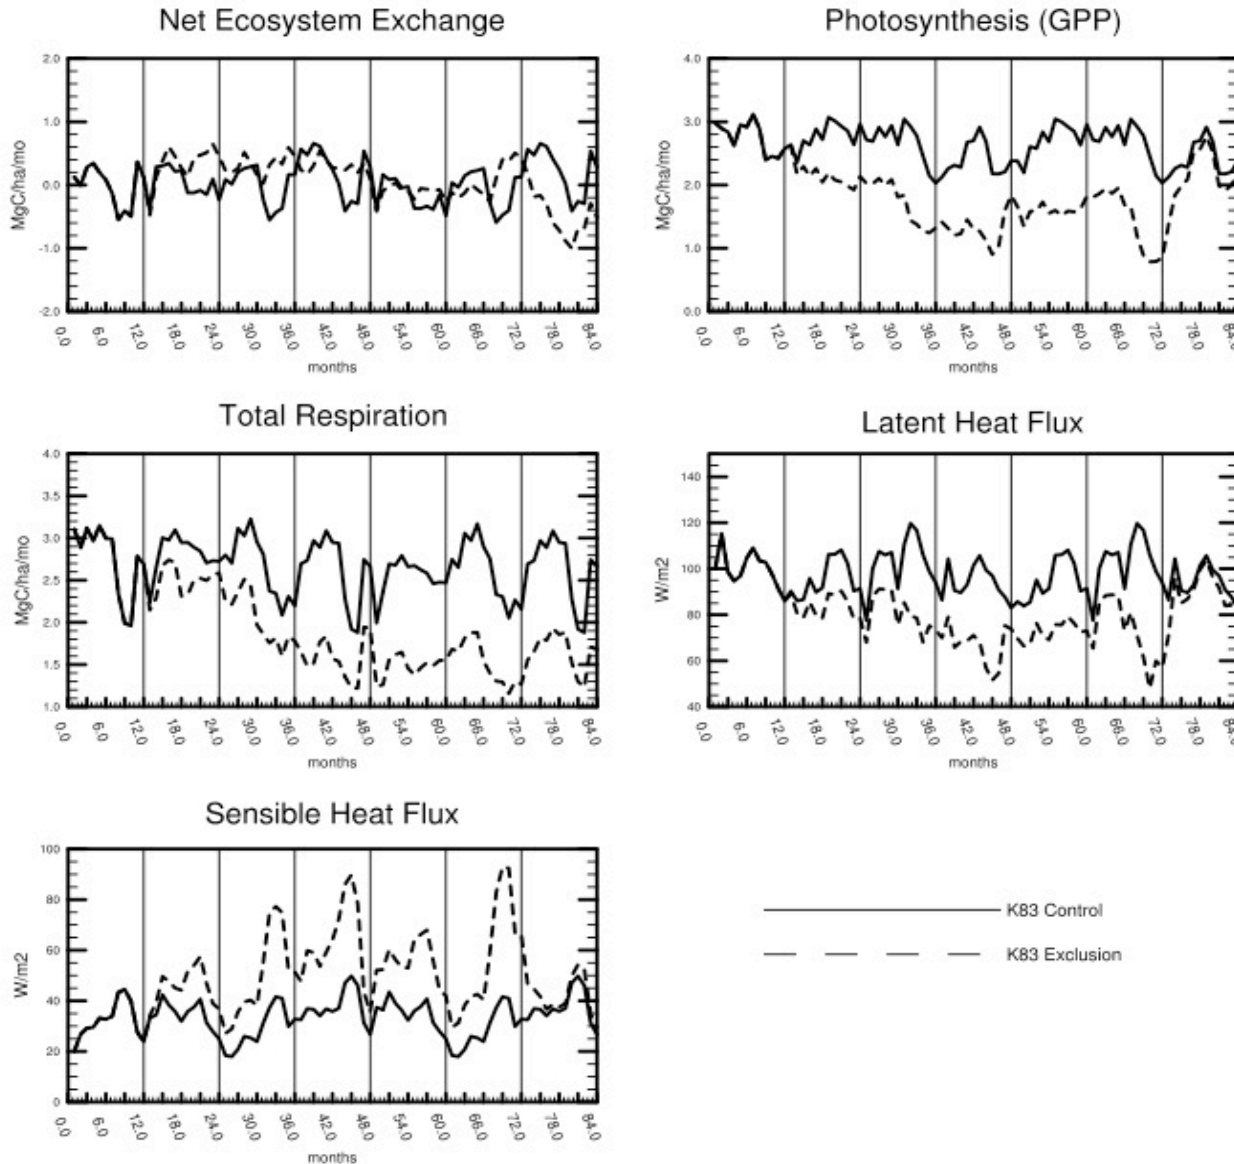 Net Ecosystem Exchange
2.0
1.0
0.0
-1.0
-2.0
MgC/ha/mo
0.0 6.0 12.0 18.0 24.0 30.0 36.0 42.0 48.0 54.0 60.0 66.0 72.0 78.0 84.0
months
Photosynthesis (GPP)
4.0
3.0
2.0
1.0
0.0
MgC/ha/mo
0.0 6.0 12.0 18.0 24.0 30.0 36.0 42.0 48.0 54.0 60.0 66.0 72.0 78.0 84.0
months
Total Respiration
4.0
3.5
3.0
2.5
2.0
1.5
1.0
MgC/ha/mo
0.0 6.0 12.0 18.0 24.0 30.0 36.0 42.0 48.0 54.0 60.0 66.0 72.0 78.0 84.0
months
Latent Heat Flux
140
120
100
80
60
40
W/m2
0.0 6.0 12.0 18.0 24.0 30.0 36.0 42.0 48.0 54.0 60.0 66.0 72.0 78.0 84.0
months
Sensible Heat Flux
100
80
60
40
20
0
W/m2
0.0 6.0 12.0 18.0 24.0 30.0 36.0 42.0 48.0 54.0 60.0 66.0 72.0 78.0 84.0
months
K83 Control
K83 Exclusion